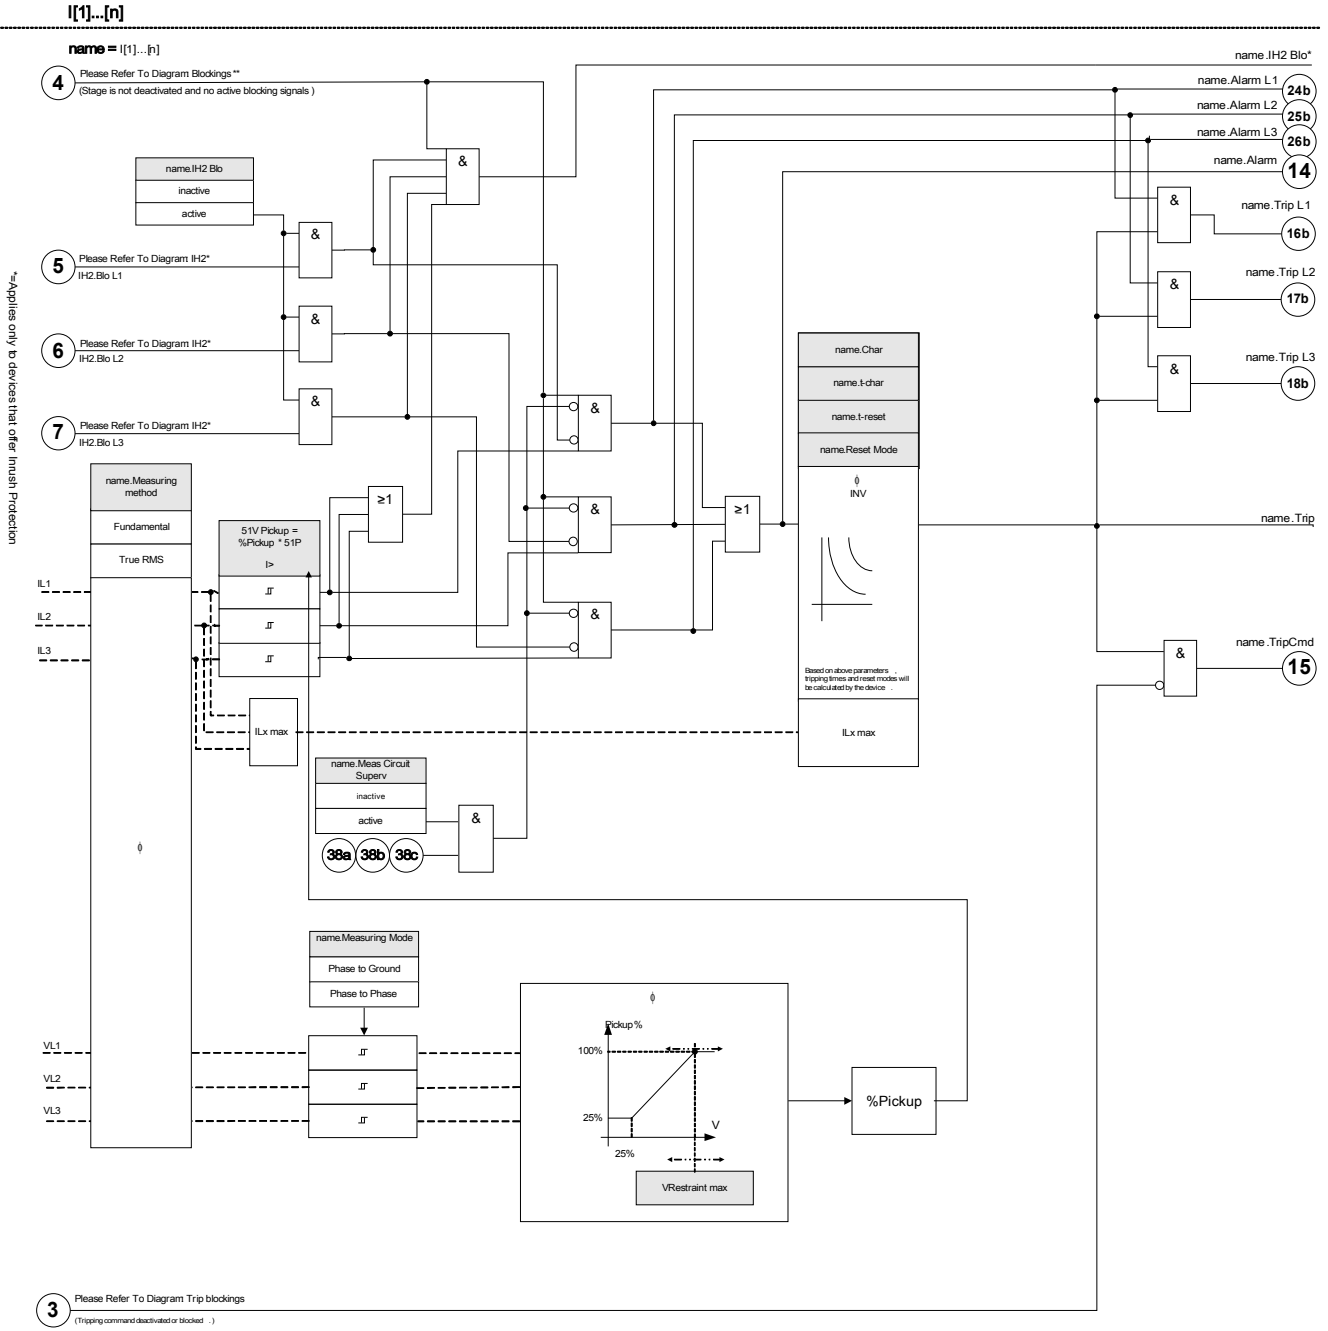 I[1]...[n]
name = I[1]...[n]
4
Please Refer To Diagram Blockings **
(Stage is not deactivated and no active blocking signals )
name .IH2 Blo*
name .Alarm L1
24b
name .Alarm L2
25b
name .Alarm L3
26b
name .Alarm
14
name.IH2 Blo
inactive
active
&
&
name .Trip L1
16b
&
5
Please Refer To Diagram IH2*
IH2.Blo L1
name .Trip L2
&
17b
&
6
Please Refer To Diagram IH2*
IH2.Blo L2
name .Trip L3
&
18b
&
7
Please Refer To Diagram IH2*
IH2.Blo L3
*=Applies only to devices that offer Inrush Protection
name.Char
name.t-char
name.t-reset
name.Reset Mode
ϕ
INV
&
name.Measuring
method
Fundamental
True RMS
≥1
&
≥1
51V Pickup =
%Pickup * 51P
I>
name .Trip
IL1
IL2
IL3
&
Based on above parameters ,
tripping times and reset modes will
be calculated by the device .
&
name .TripCmd
15
ILx max
ILx max
name.Meas Circuit
Superv
inactive
active
&
38a
38b
38c
ϕ
name.Measuring Mode
Phase to Ground
Phase to Phase
VL1
VL2
VL3
ϕ
Pickup %
100%
25%
V
25%
VRestraint max
%Pickup
3
Please Refer To Diagram Trip blockings
(Tripping command deactivated or blocked . )